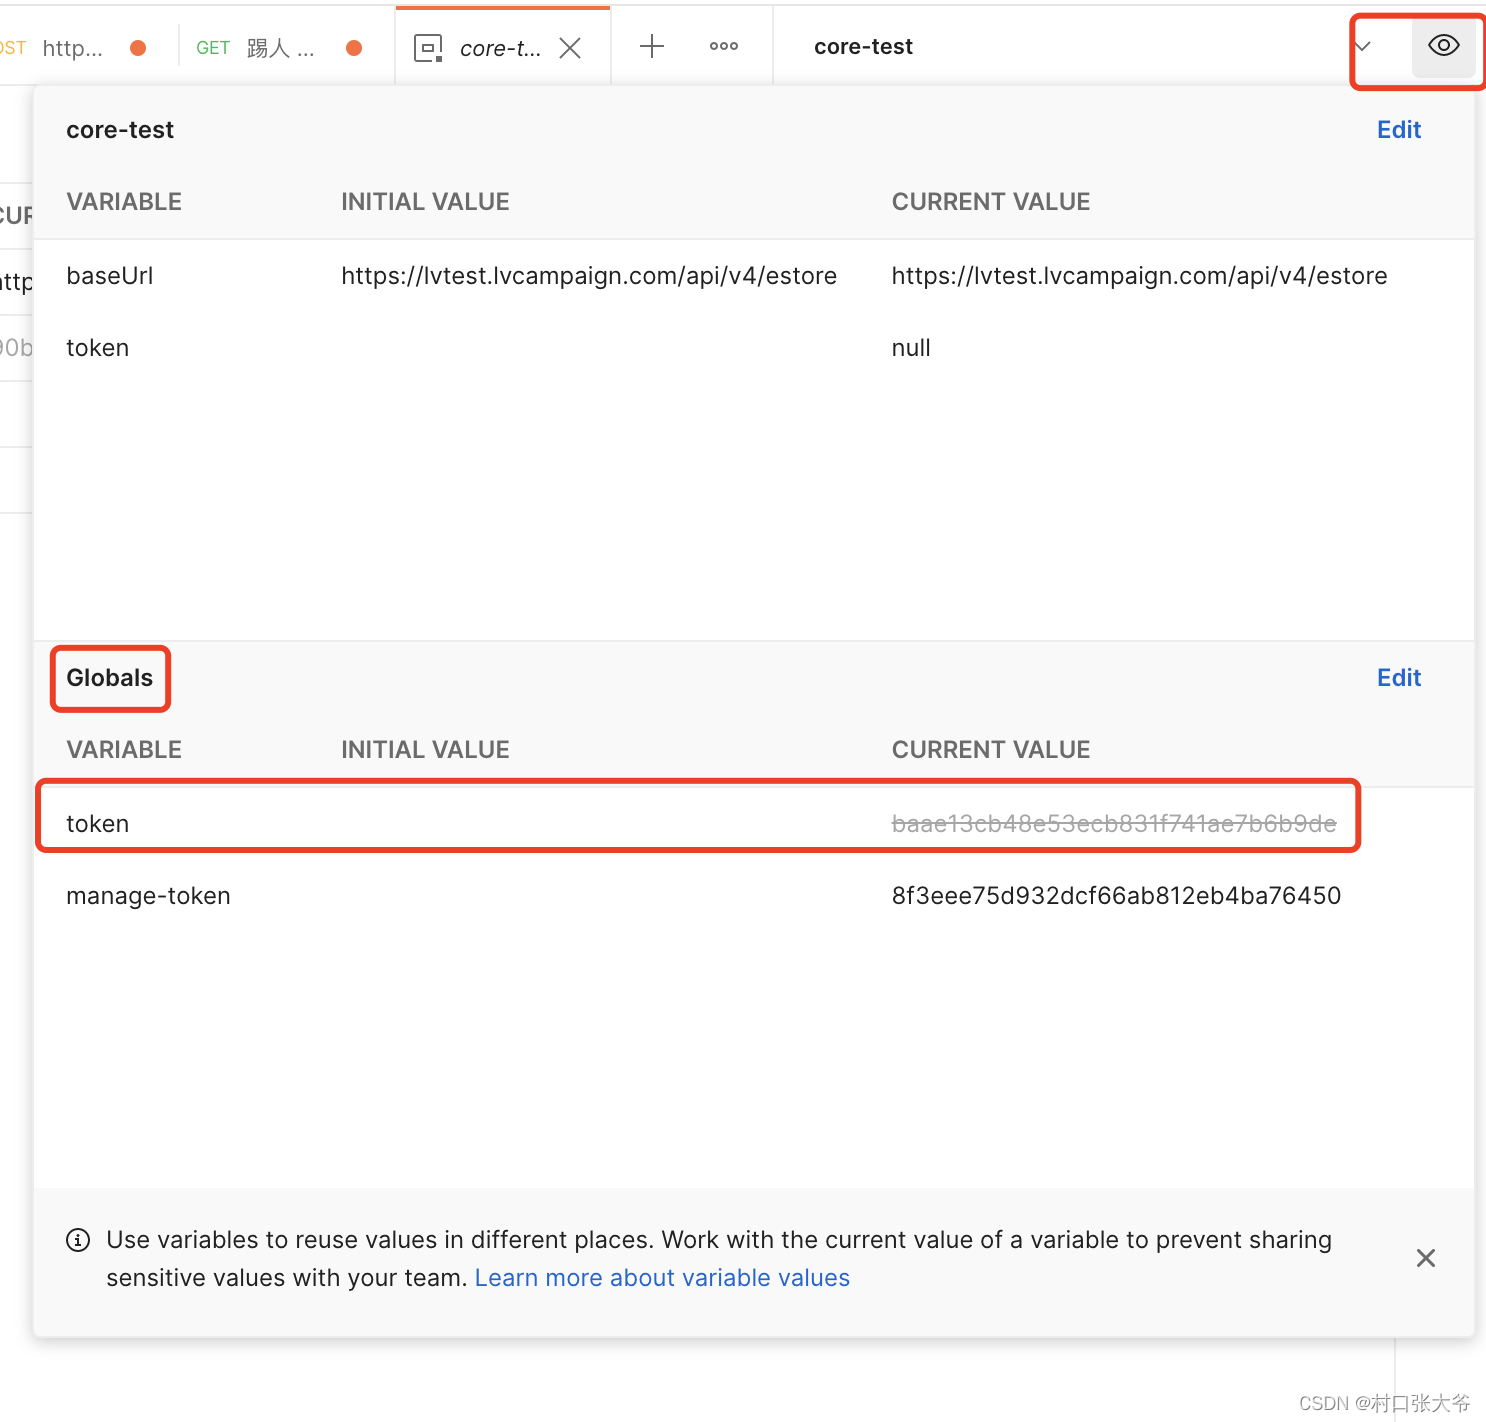 OST http... GET 踢人 ... core-t... core-test
core-test Edit
VARIABLE INITIAL VALUE CURRENT VALUE
CUR
baseUrl https://lvtest.lvcampaign.com/api/v4/estore https://lvtest.lvcampaign.com/api/v4/estore
http
token null
90b
Globals Edit
VARIABLE INITIAL VALUE CURRENT VALUE
token baae13cb48e53ecb831f741ae7b6b9de
manage-token 8f3eee75d932dcf66ab812eb4ba76450
Use variables to reuse values in different places. Work with the current value of a variable to prevent sharing
sensitive values with your team. Learn more about variable values
CSDN @村口张大爷